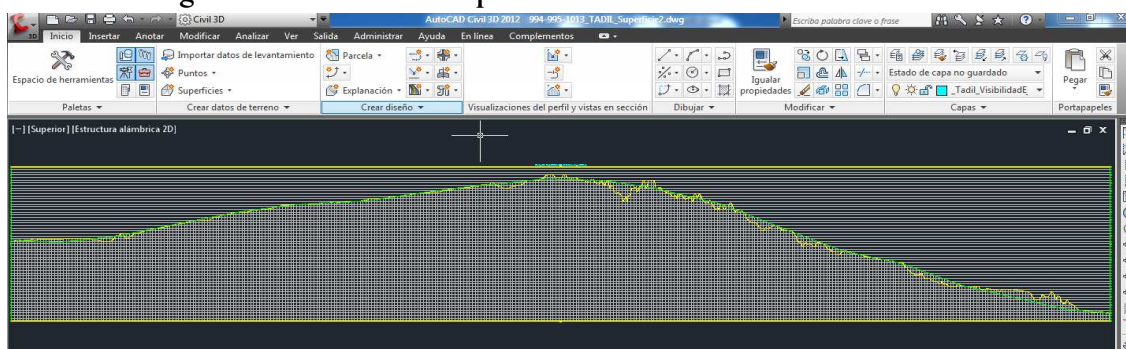 Civil 3D
AutoCAD Civil 3D 2012 994-995-1013_TADIL_Superficie2.dwg
Escriba palabra clave o frase
Inicio Insertar Anotar Modificar Analizar Ver Salida Administrar Ayuda En línea Complementos
Espacio de herramientas
Importar datos de levantamiento
Puntos
Superficies
Parcela
Explanación
Igualar propiedades
Estado de capa no guardado
_Tadil_VisibilidadE
Pegar
Paletas
Crear datos de terreno
Crear diseño
Visualizaciones del perfil y vistas en sección
Dibujar
Modificar
Capas
Portapapeles
[−] [Superior] [Estructura alámbrica 2D]